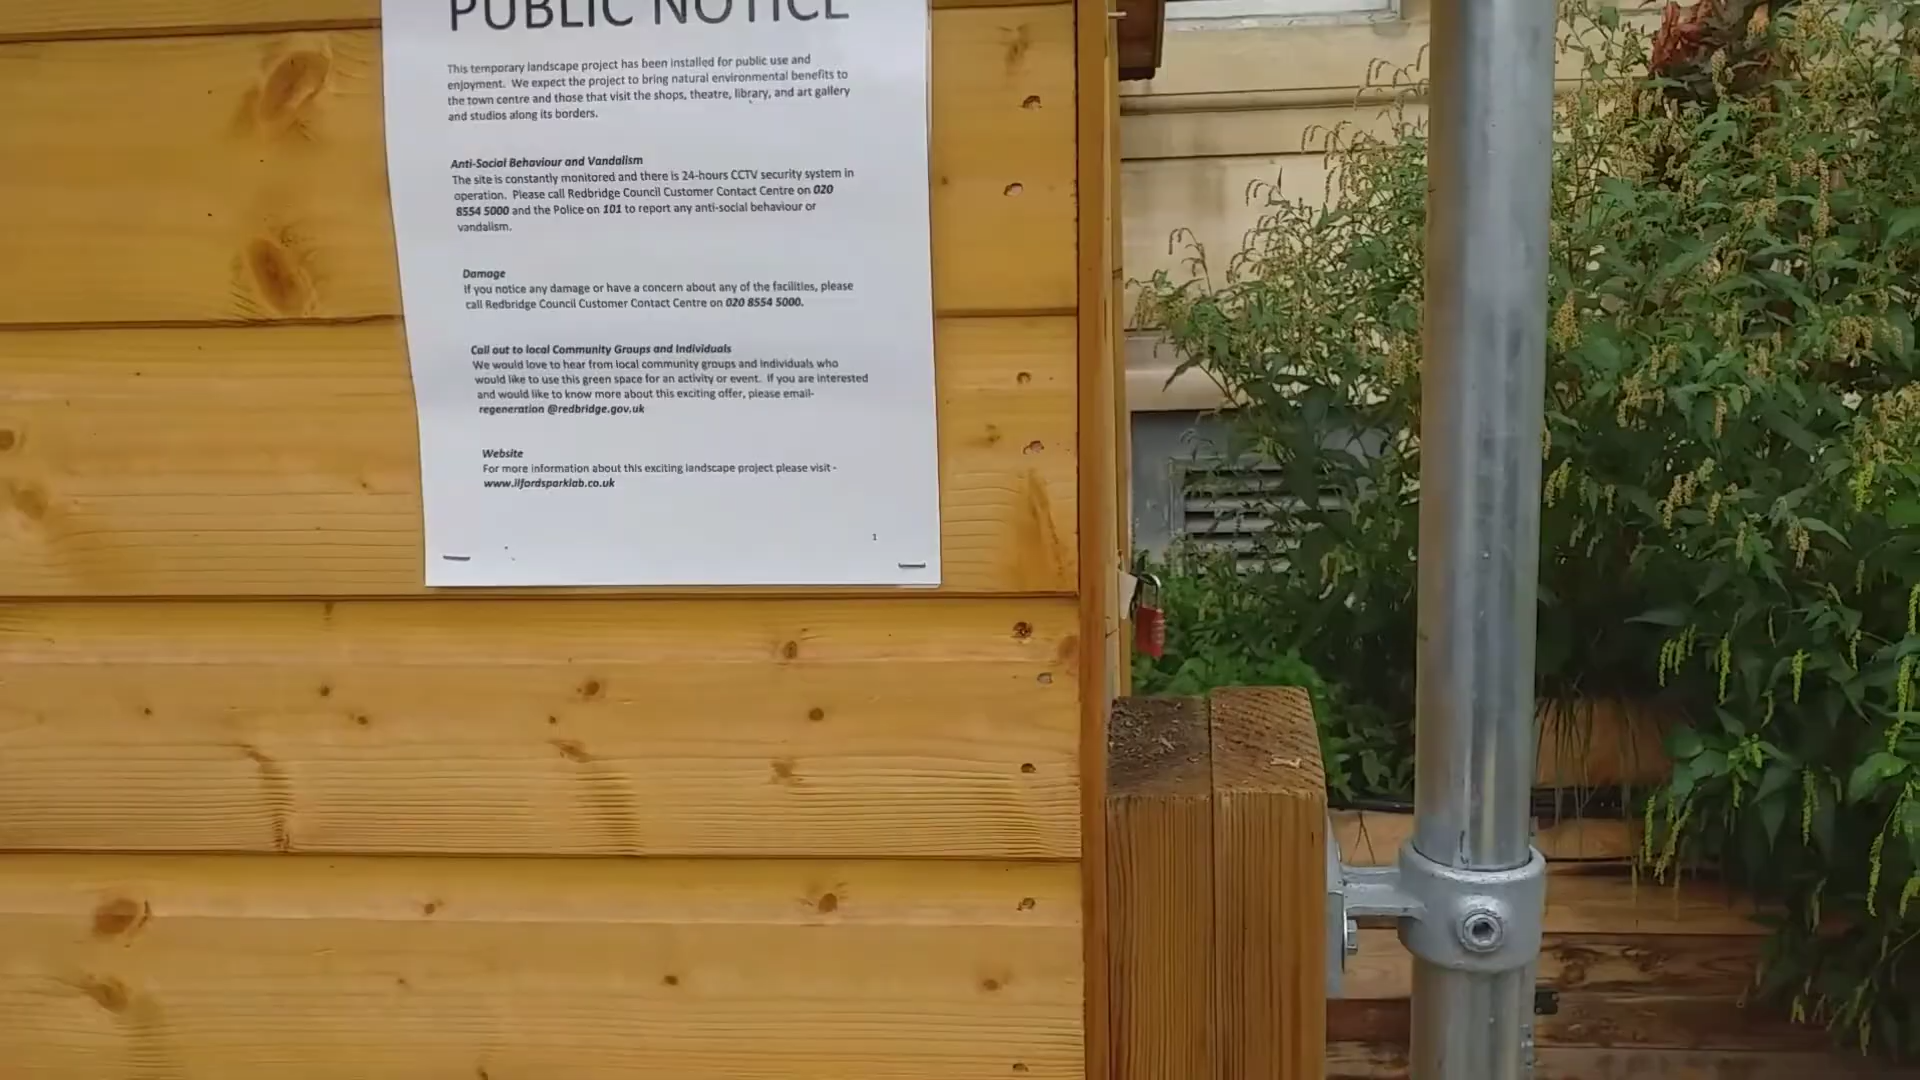 PUBLIC NOTICE
This temporary landscape project has been installed for public use and
enjoyment. We expect the project to bring natural environmental benefits to
the town centre and those that visit the shops, theatre, library, and art gallery
and studios along its borders.
Anti-Social Behaviour and Vandalism
The site is constantly monitored and there is 24-hours CCTV security system in
operation. Please call Redbridge Council Customer Contact Centre on 020
8554 5000 and the Police on 101 to report any anti-social behaviour or
vandalism.
Damage
If you notice any damage or have a concern about any of the facilities, please
call Redbridge Council Customer Contact Centre on 020 8554 5000.
Call out to local Community Groups and Individuals
We would love to hear from local community groups and individuals who
would like to use this green space for an activity or event. If you are interested
and would like to know more about this exciting offer, please email-
regeneration @redbridge.gov.uk
Website
For more information about this exciting landscape project please visit -
www.ilfordsparklab.co.uk
1